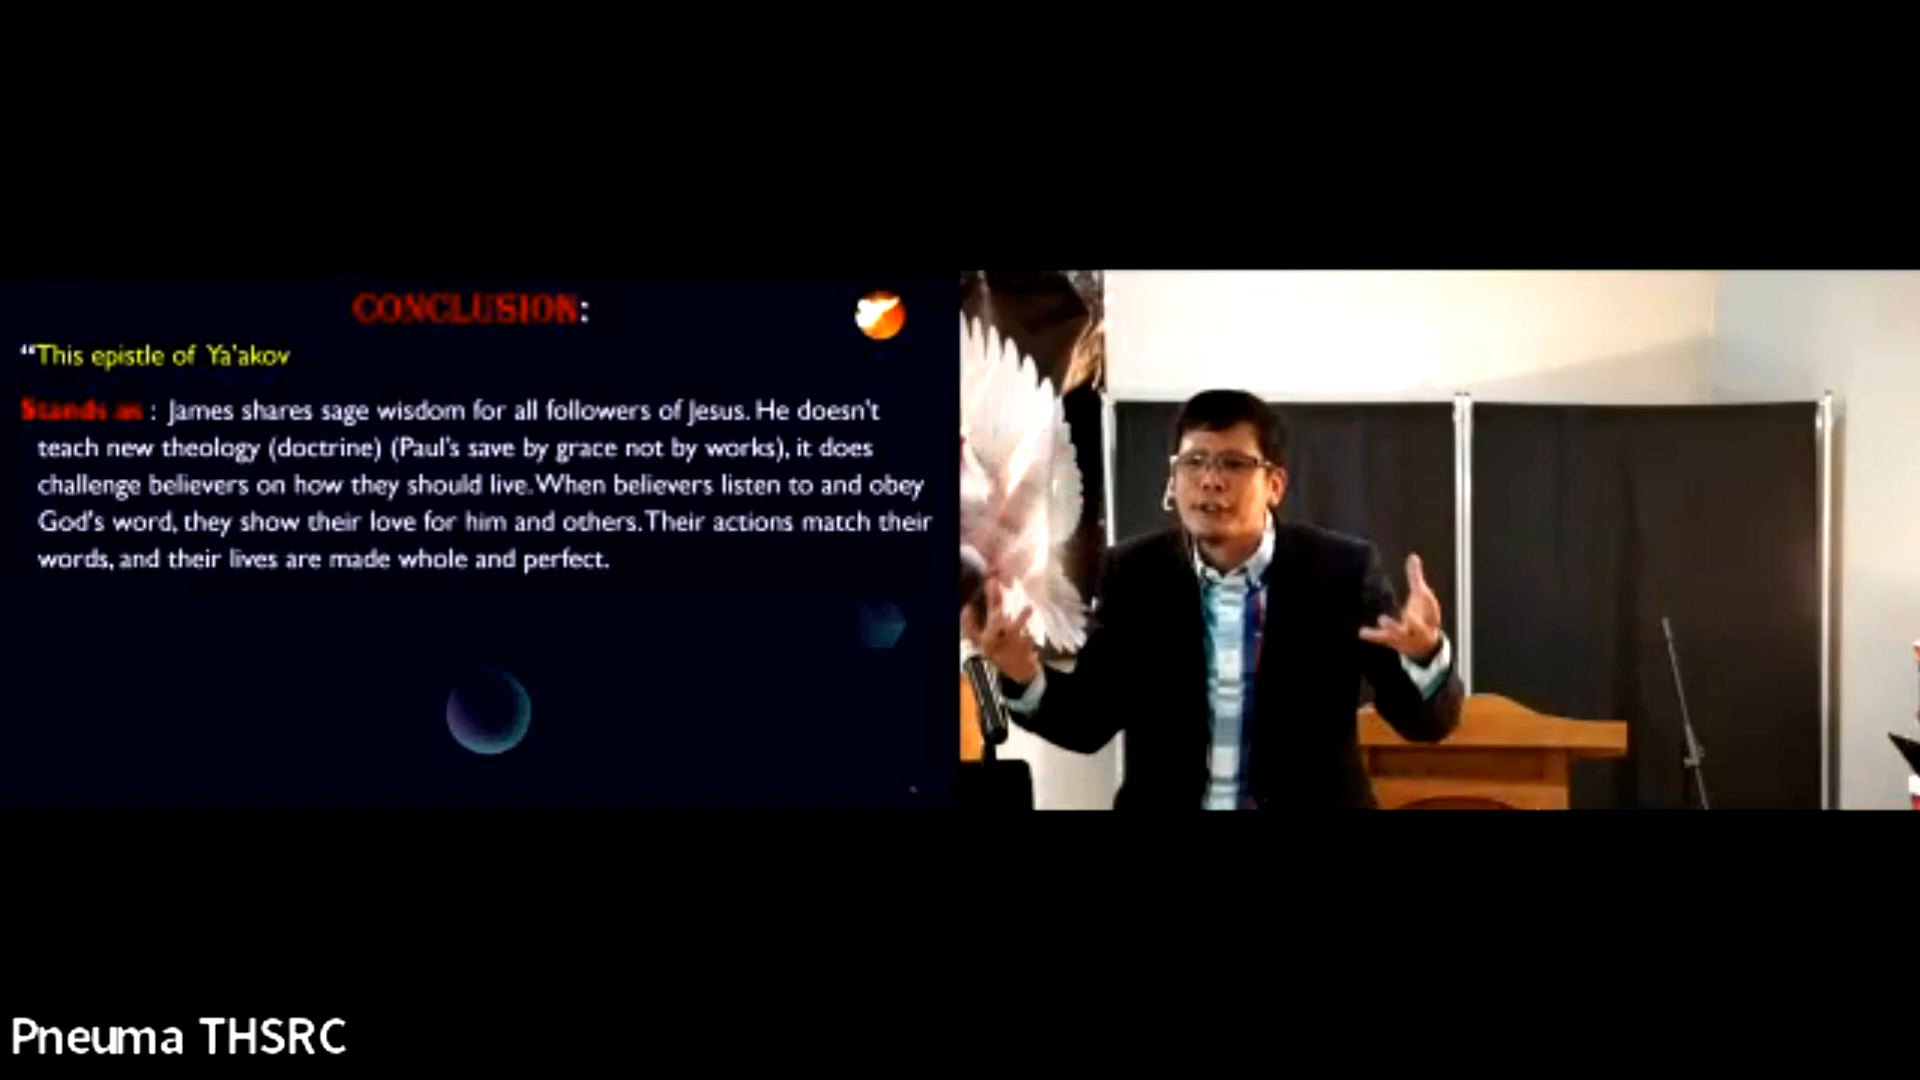 CONCLUSION:
“This epistle of Ya'akov
Stands as : James shares sage wisdom for all followers of Jesus. He doesn't
teach new theology (doctrine) (Paul's save by grace not by works), it does
challenge believers on how they should live. When believers listen to and obey
God's word, they show their love for him and others. Their actions match their
words, and their lives are made whole and perfect.
Pneuma THSRC